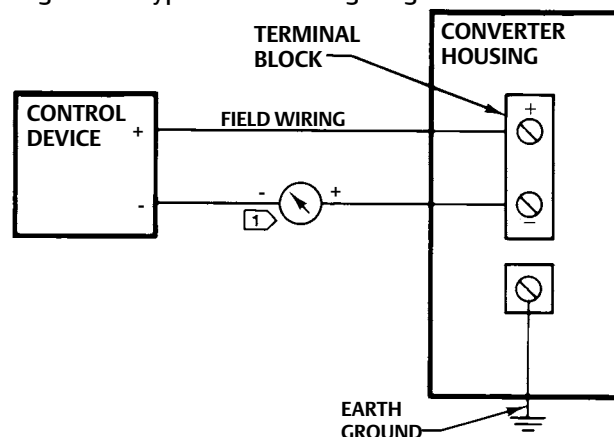 TERMINAL
BLOCK
CONVERTER
HOUSING
CONTROL
DEVICE
+
FIELD WIRING
+
-
-
1
+
–
EARTH
GROUND